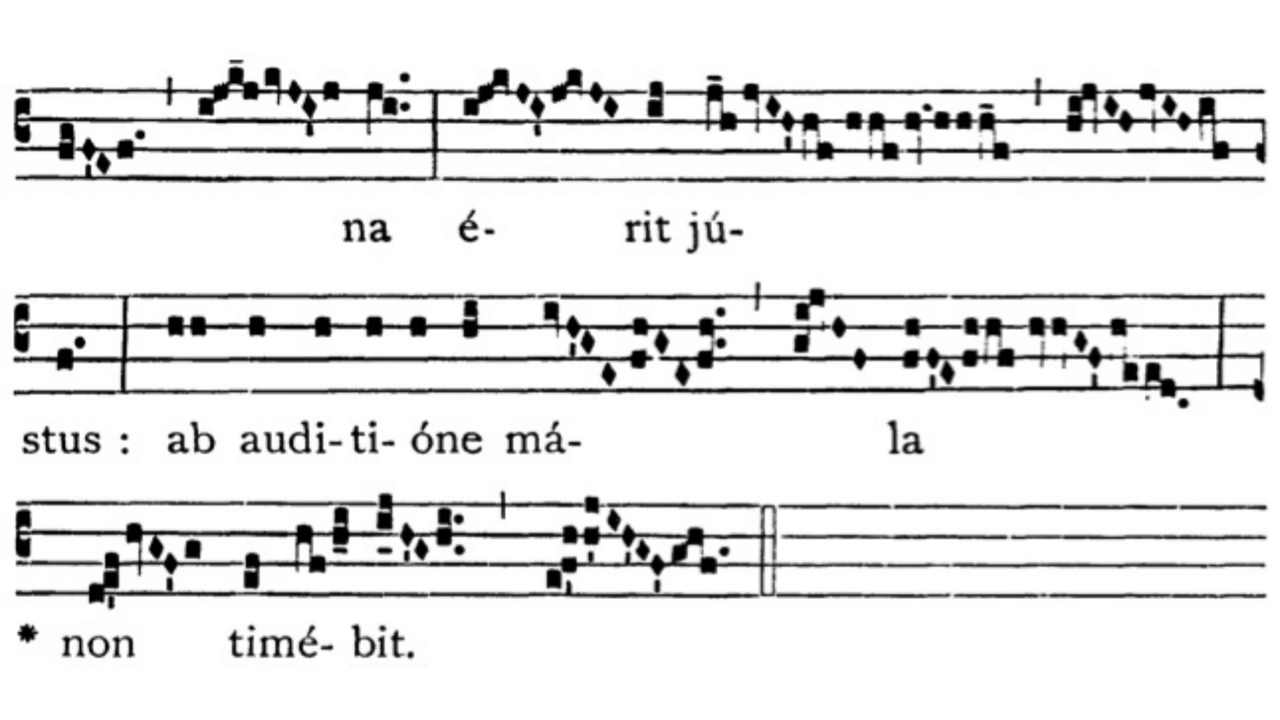 na é- rit jú-
stus : ab audi-ti- óne má- la
* non timé- bit.